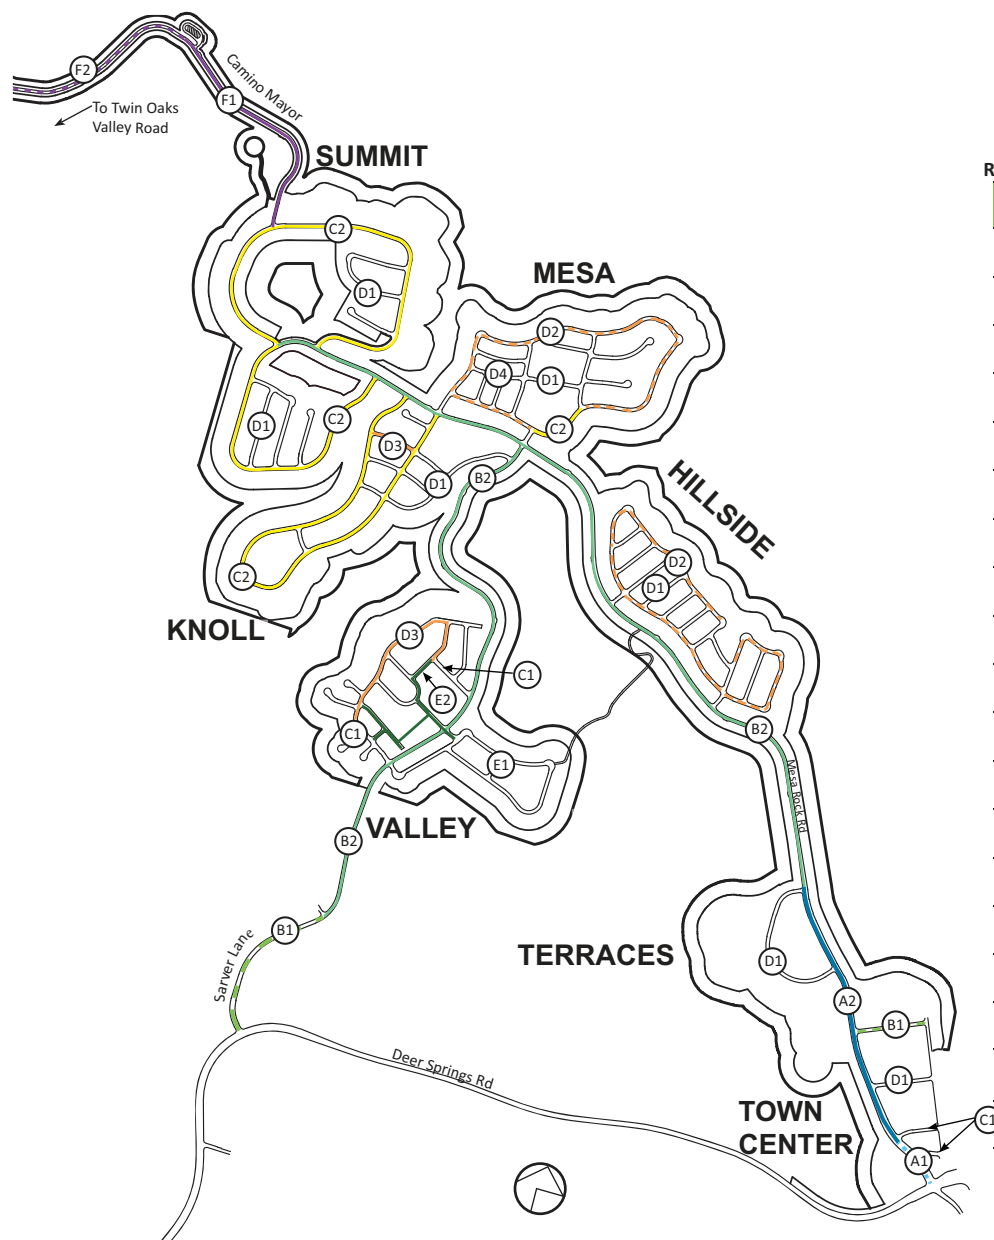 F2
Camino Mayor
F1
To Twin Oaks
Valley Road
SUMMIT
R
C2
MESA
D1
D2
D4
D1
C2
D1
C2
D3
D1
B2
HILLSIDE
D2
D1
C2
KNOLL
D3
C1
E2
C1
E1
B2
Mesa Rock Rd
VALLEY
B2
B1
Sarver Lane
TERRACES
D1
A2
B1
Deer Springs Rd
D1
TOWN
CENTER
C1
A1